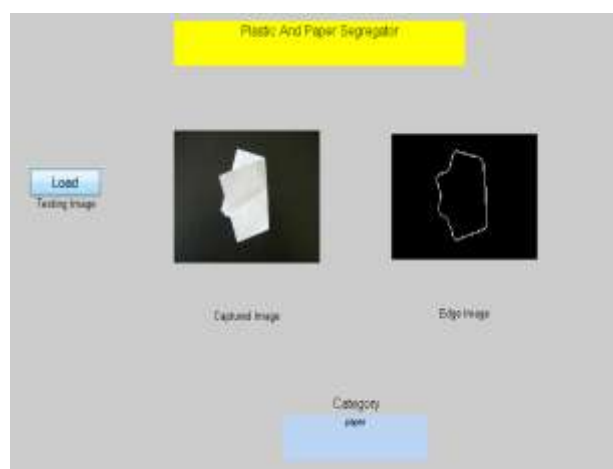 Plastic And Paper Segregator
Load
Testing Image
Captured Image
Edge Image
Category
paper